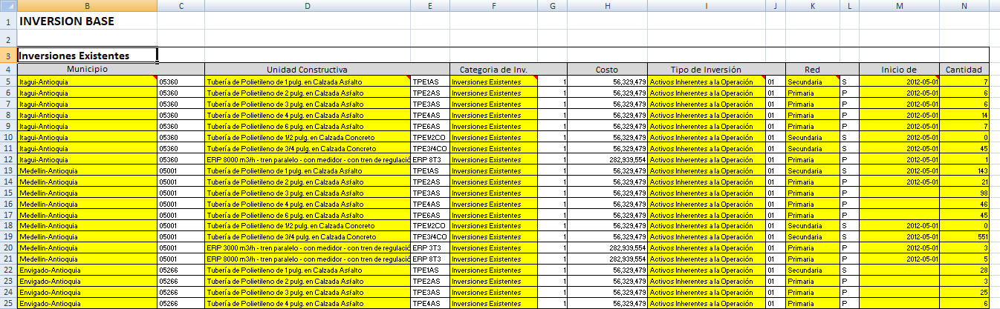 B C D E F G H I J K L M N
1 INVERSION BASE
2
3 Inversiones Existentes
4 Municipio Unidad Constructiva Categoria de Inv. Costo Tipo de Inversión Red Inicio de Cantidad
5 Itagui-Antioquia 05360 Tubería de Polietileno de 1 pulg. en Calzada Asfalto TPE1AS Inversiones Existentes 1 56,329,479 Activos Inherentes a la Operación 01 Secundaria S 2012-05-01 7
6 Itagui-Antioquia 05360 Tubería de Polietileno de 2 pulg. en Calzada Asfalto TPE2AS Inversiones Existentes 1 56,329,479 Activos Inherentes a la Operación 01 Primaria P 2012-05-01 6
7 Itagui-Antioquia 05360 Tubería de Polietileno de 3 pulg. en Calzada Asfalto TPE3AS Inversiones Existentes 1 56,329,479 Activos Inherentes a la Operación 01 Primaria P 2012-05-01 6
8 Itagui-Antioquia 05360 Tubería de Polietileno de 4 pulg. en Calzada Asfalto TPE4AS Inversiones Existentes 1 56,329,479 Activos Inherentes a la Operación 01 Primaria P 2012-05-01 14
9 Itagui-Antioquia 05360 Tubería de Polietileno de 6 pulg. en Calzada Asfalto TPE6AS Inversiones Existentes 1 56,329,479 Activos Inherentes a la Operación 01 Primaria P 2012-05-01 7
10 Itagui-Antioquia 05360 Tubería de Polietileno de 1/2 pulg. en Calzada Concreto TPE1/2CO Inversiones Existentes 1 56,329,479 Activos Inherentes a la Operación 01 Secundaria S 2012-05-01 0
11 Itagui-Antioquia 05360 Tubería de Polietileno de 3/4 pulg. en Calzada Concreto TPE3/4CO Inversiones Existentes 1 56,329,479 Activos Inherentes a la Operación 01 Secundaria S 2012-05-01 45
12 Itagui-Antioquia 05360 ERP 8000 m3/h - tren paralelo - con medidor - con tren de regulació ERP 8T3 Inversiones Existentes 1 282,939,554 Activos Inherentes a la Operación 01 Primaria P 2012-05-01 1
13 Medellin-Antioquia 05001 Tubería de Polietileno de 1 pulg. en Calzada Asfalto TPE1AS Inversiones Existentes 1 56,329,479 Activos Inherentes a la Operación 01 Secundaria S 2012-05-01 143
14 Medellin-Antioquia 05001 Tubería de Polietileno de 2 pulg. en Calzada Asfalto TPE2AS Inversiones Existentes 1 56,329,479 Activos Inherentes a la Operación 01 Primaria P 2012-05-01 21
15 Medellin-Antioquia 05001 Tubería de Polietileno de 3 pulg. en Calzada Asfalto TPE3AS Inversiones Existentes 1 56,329,479 Activos Inherentes a la Operación 01 Primaria P 98
16 Medellin-Antioquia 05001 Tubería de Polietileno de 4 pulg. en Calzada Asfalto TPE4AS Inversiones Existentes 1 56,329,479 Activos Inherentes a la Operación 01 Primaria P 46
17 Medellin-Antioquia 05001 Tubería de Polietileno de 6 pulg. en Calzada Asfalto TPE6AS Inversiones Existentes 1 56,329,479 Activos Inherentes a la Operación 01 Primaria P 45
18 Medellin-Antioquia 05001 Tubería de Polietileno de 1/2 pulg. en Calzada Concreto TPE1/2CO Inversiones Existentes 1 56,329,479 Activos Inherentes a la Operación 01 Secundaria S 2012-05-01 0
19 Medellin-Antioquia 05001 Tubería de Polietileno de 3/4 pulg. en Calzada Concreto TPE3/4CO Inversiones Existentes 1 56,329,479 Activos Inherentes a la Operación 01 Secundaria S 2012-05-01 551
20 Medellin-Antioquia 05001 ERP 3000 m3/h - tren paralelo - con medidor - con tren de regulació ERP 3T3 Inversiones Existentes 1 282,939,554 Activos Inherentes a la Operación 01 Primaria P 2012-05-01 3
21 Medellin-Antioquia 05001 ERP 8000 m3/h - tren paralelo - con medidor - con tren de regulació ERP 8T3 Inversiones Existentes 1 282,939,554 Activos Inherentes a la Operación 01 Primaria P 2012-05-01 5
22 Envigado-Antioquia 05266 Tubería de Polietileno de 1 pulg. en Calzada Asfalto TPE1AS Inversiones Existentes 1 56,329,479 Activos Inherentes a la Operación 01 Secundaria S 28
23 Envigado-Antioquia 05266 Tubería de Polietileno de 2 pulg. en Calzada Asfalto TPE2AS Inversiones Existentes 1 56,329,479 Activos Inherentes a la Operación 01 Primaria P 3
24 Envigado-Antioquia 05266 Tubería de Polietileno de 3 pulg. en Calzada Asfalto TPE3AS Inversiones Existentes 1 56,329,479 Activos Inherentes a la Operación 01 Primaria P 25
25 Envigado-Antioquia 05266 Tubería de Polietileno de 4 pulg. en Calzada Asfalto TPE4AS Inversiones Existentes 1 56,329,479 Activos Inherentes a la Operación 01 Primaria P 6